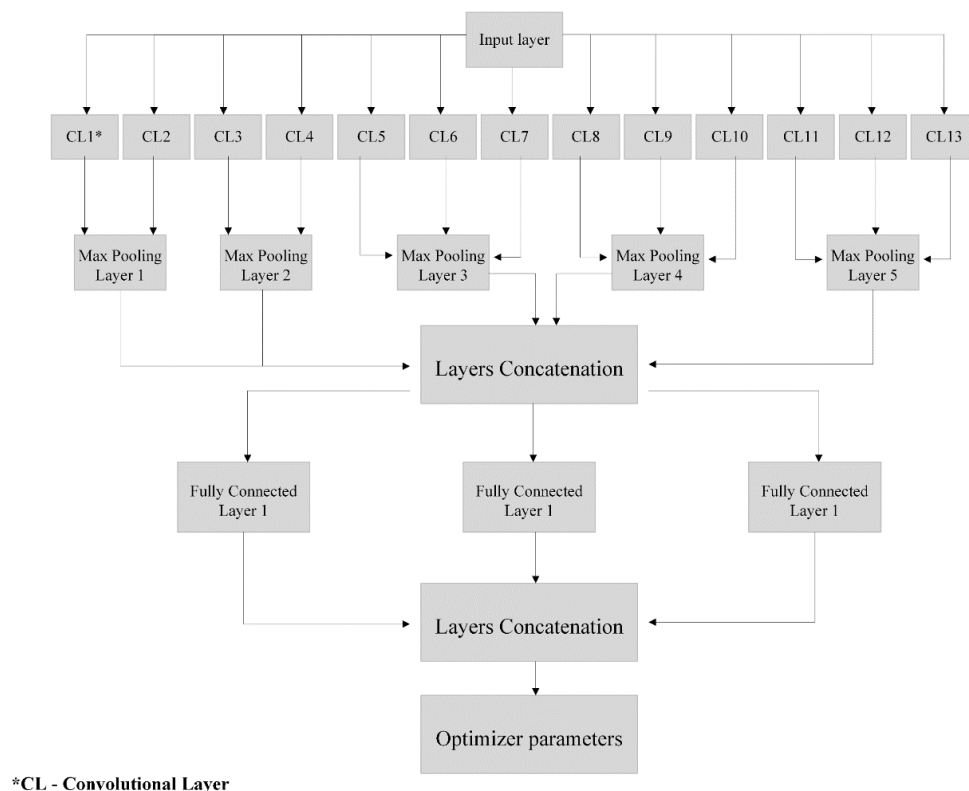 Input layer
CL1*
CL2
CL3
CL4
CL5
CL6
CL7
CL8
CL9
CL10
CL11
CL12
CL13
Max Pooling
Layer 1
Max Pooling
Layer 2
Max Pooling
Layer 3
Max Pooling
Layer 4
Max Pooling
Layer 5
Layers Concatenation
Fully Connected
Layer 1
Fully Connected
Layer 1
Fully Connected
Layer 1
Layers Concatenation
Optimizer parameters
*CL - Convolutional Layer